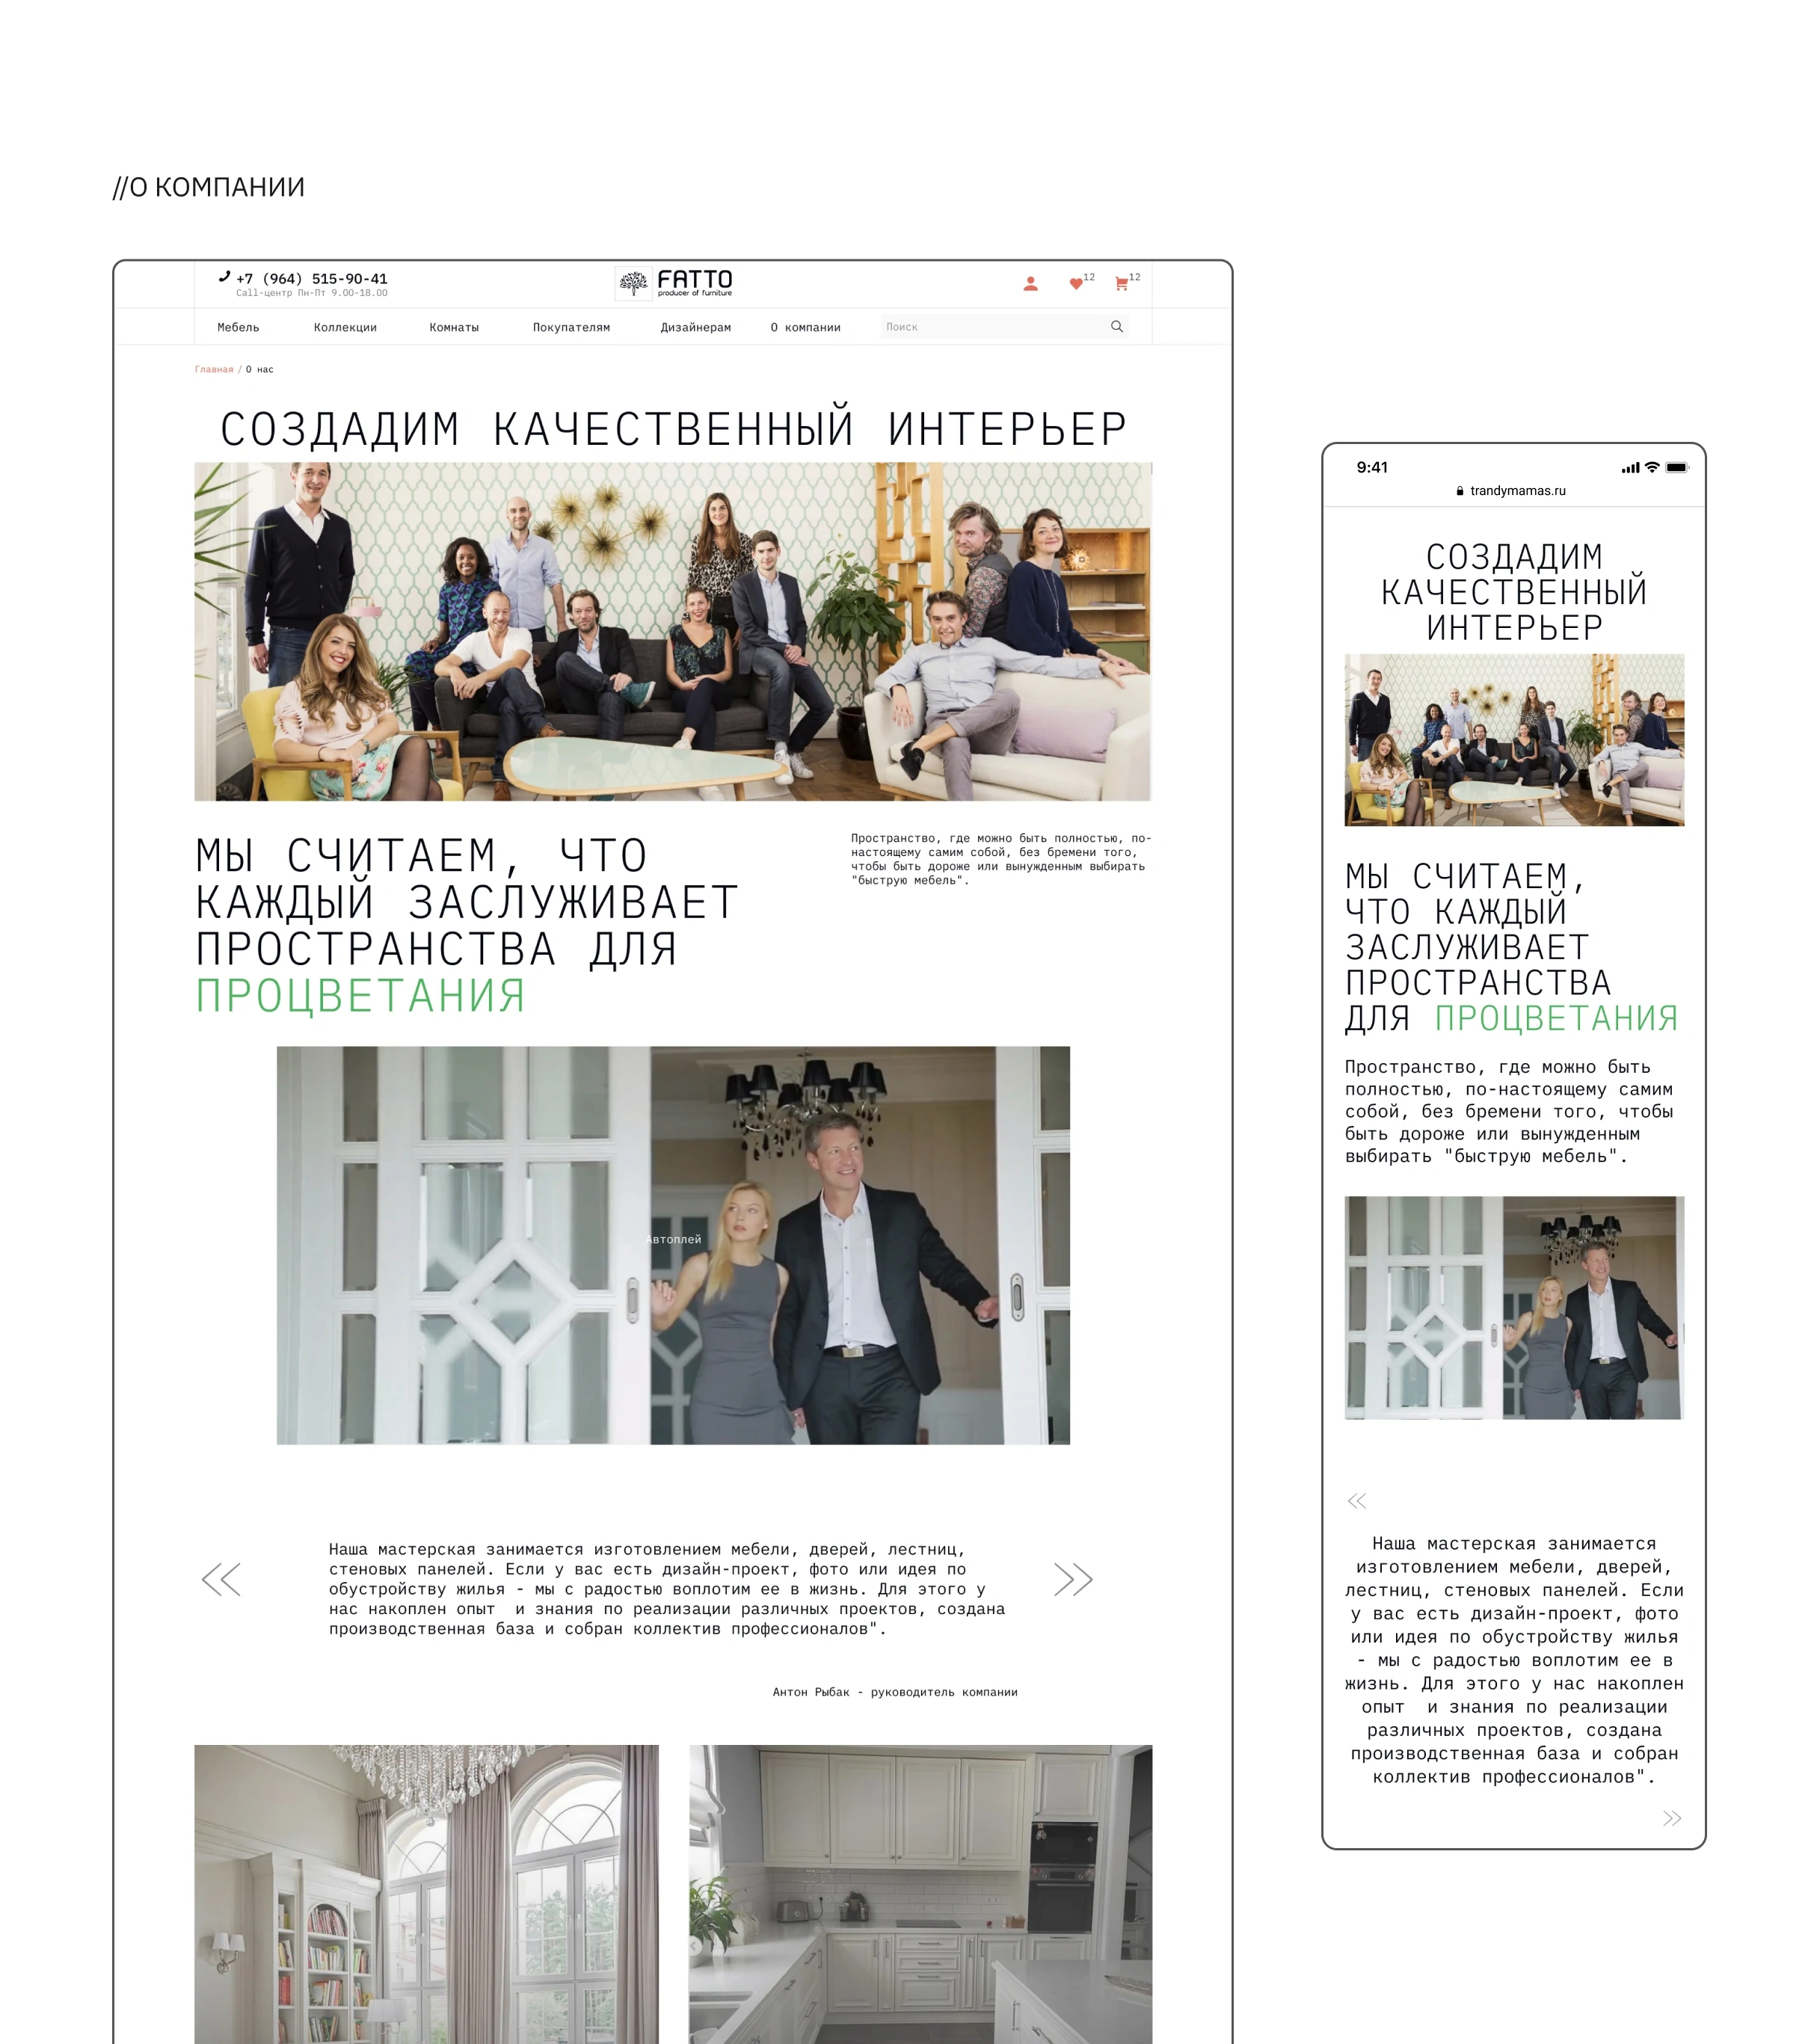 //О КОМПАНИИ
+7 (964) 515-90-41
Call-центр Пн-Пт 9.00-18.00
FATTO
producer of furniture
12
12
Мебель
Коллекции
Комнаты
Покупателям
Дизайнерам
О компании
Поиск
Главная / О нас
СОЗДАДИМ КАЧЕСТВЕННЫЙ ИНТЕРЬЕР
МЫ СЧИТАЕМ, ЧТО
КАЖДЫЙ ЗАСЛУЖИВАЕТ
ПРОСТРАНСТВА ДЛЯ
ПРОЦВЕТАНИЯ
Пространство, где можно быть полностью, по-
настоящему самим собой, без бремени того,
чтобы быть дороже или вынужденным выбирать
"быструю мебель".
Автоплей
Наша мастерская занимается изготовлением мебели, дверей, лестниц,
стеновых панелей. Если у вас есть дизайн-проект, фото или идея по
обустройству жилья - мы с радостью воплотим ее в жизнь. Для этого у
нас накоплен опыт  и знания по реализации различных проектов, создана
производственная база и собран коллектив профессионалов".
Антон Рыбак - руководитель компании
9:41
trandymamas.ru
СОЗДАДИМ
КАЧЕСТВЕННЫЙ
ИНТЕРЬЕР
МЫ СЧИТАЕМ,
ЧТО КАЖДЫЙ
ЗАСЛУЖИВАЕТ
ПРОСТРАНСТВА
ДЛЯ ПРОЦВЕТАНИЯ
Пространство, где можно быть
полностью, по-настоящему самим
собой, без бремени того, чтобы
быть дороже или вынужденным
выбирать "быструю мебель".
Наша мастерская занимается
изготовлением мебели, дверей,
лестниц, стеновых панелей. Если
у вас есть дизайн-проект, фото
или идея по обустройству жилья
- мы с радостью воплотим ее в
жизнь. Для этого у нас накоплен
опыт  и знания по реализации
различных проектов, создана
производственная база и собран
коллектив профессионалов".